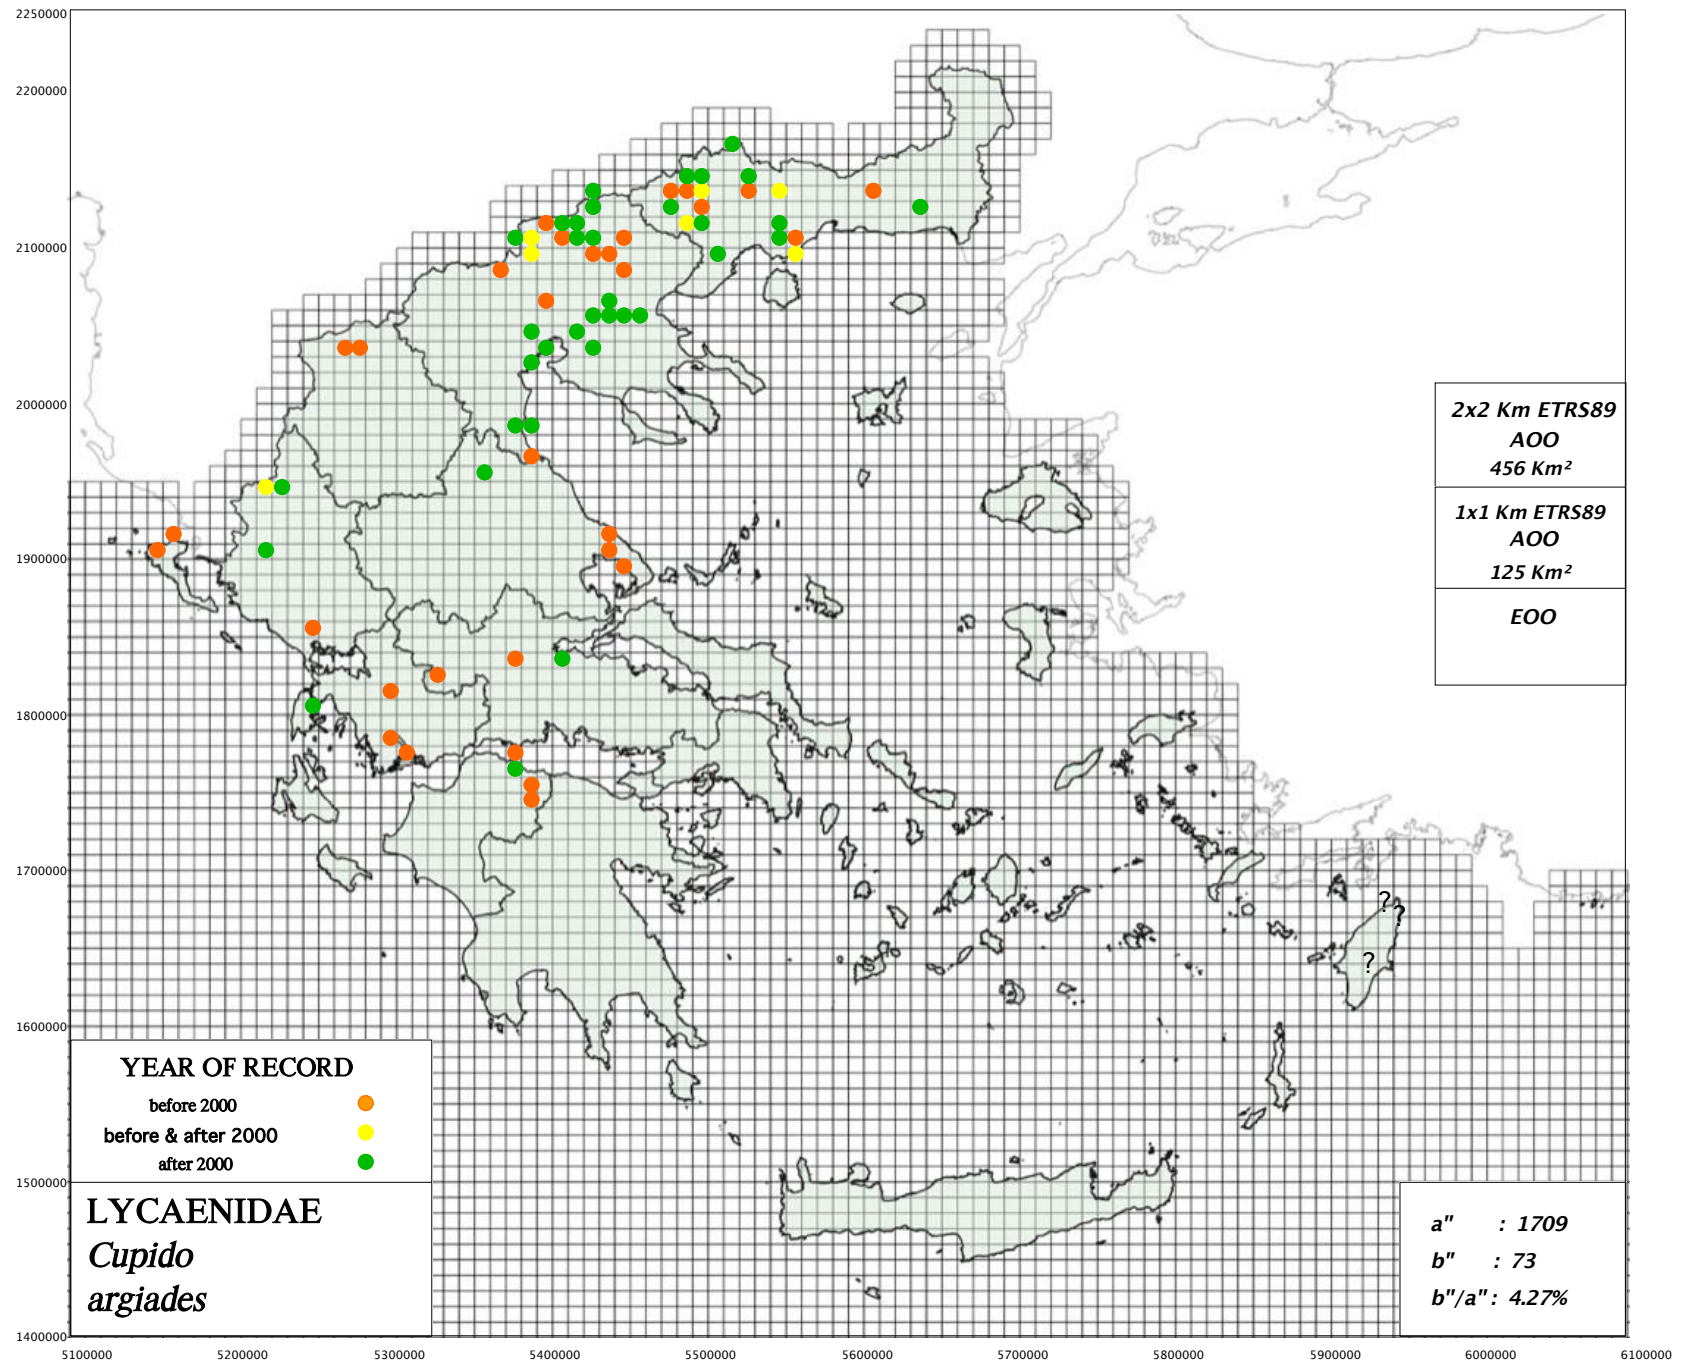 2250000
2200000
2100000
2000000
1900000
1800000
1700000
1600000
1500000
1400000
2x2 Km ETRS89
AOO
456 Km²
1x1 Km ETRS89
AOO
125 Km²
EOO
?
?
?
YEAR OF RECORD
before 2000
before & after 2000
after 2000
LYCAENIDAE
Cupido
argiades
a" : 1709
b" : 73
b"/a" : 4.27%
5100000 5200000 5300000 5400000 5500000 5600000 5700000 5800000 5900000 6000000 6100000